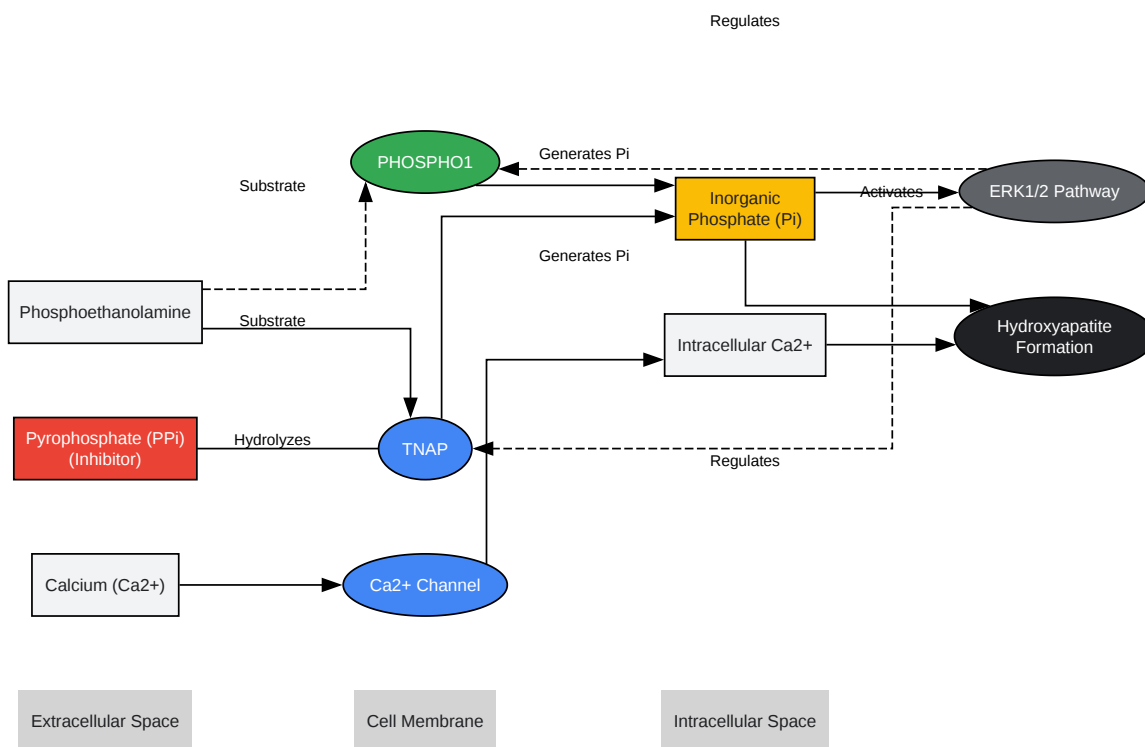 Regulates
PHOSPHO1
Generates Pi
Substrate
Inorganic
Phosphate (Pi)
Activates
ERK1/2 Pathway
Generates Pi
Phosphoethanolamine
Substrate
Intracellular Ca2+
Hydroxyapatite
Formation
Pyrophosphate (PPi)
(Inhibitor)
Hydrolyzes
TNAP
Regulates
Calcium (Ca2+)
Ca2+ Channel
Extracellular Space
Cell Membrane
Intracellular Space